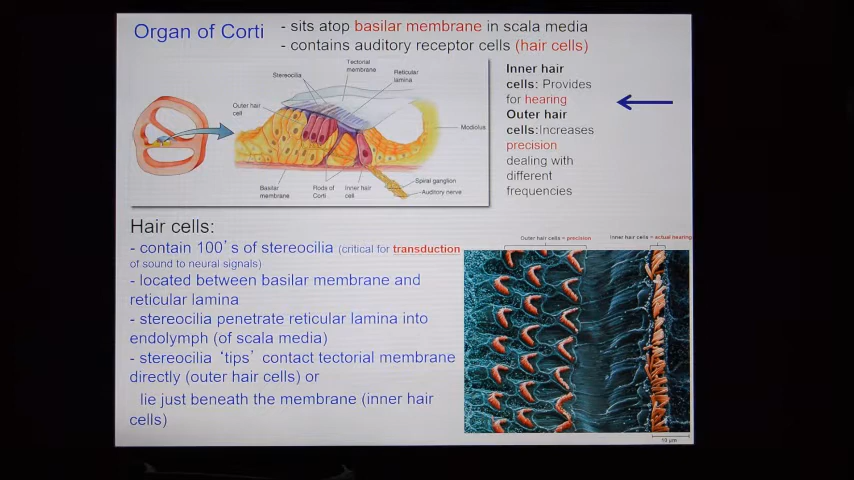 Organ of Corti
- sits atop basilar membrane in scala media
- contains auditory receptor cells (hair cells)
Tectorial
membrane
Stereocilia
Reticular
lamina
Outer hair
cell
Modiolus
Basilar
membrane
Rods of
Corti
Inner hair
cell
Spiral ganglion
Auditory nerve
Inner hair
cells: Provides
for hearing
Outer hair
cells:Increases
precision
dealing with
different
frequencies
Hair cells:
- contain 100's of stereocilia (critical for transduction
of sound to neural signals)
- located between basilar membrane and
reticular lamina
- stereocilia penetrate reticular lamina into
endolymph (of scala media)
- stereocilia 'tips' contact tectorial membrane
directly (outer hair cells) or
lie just beneath the membrane (inner hair
cells)
Outer hair cells = precision
Inner hair cells = actual hearing
10 µm